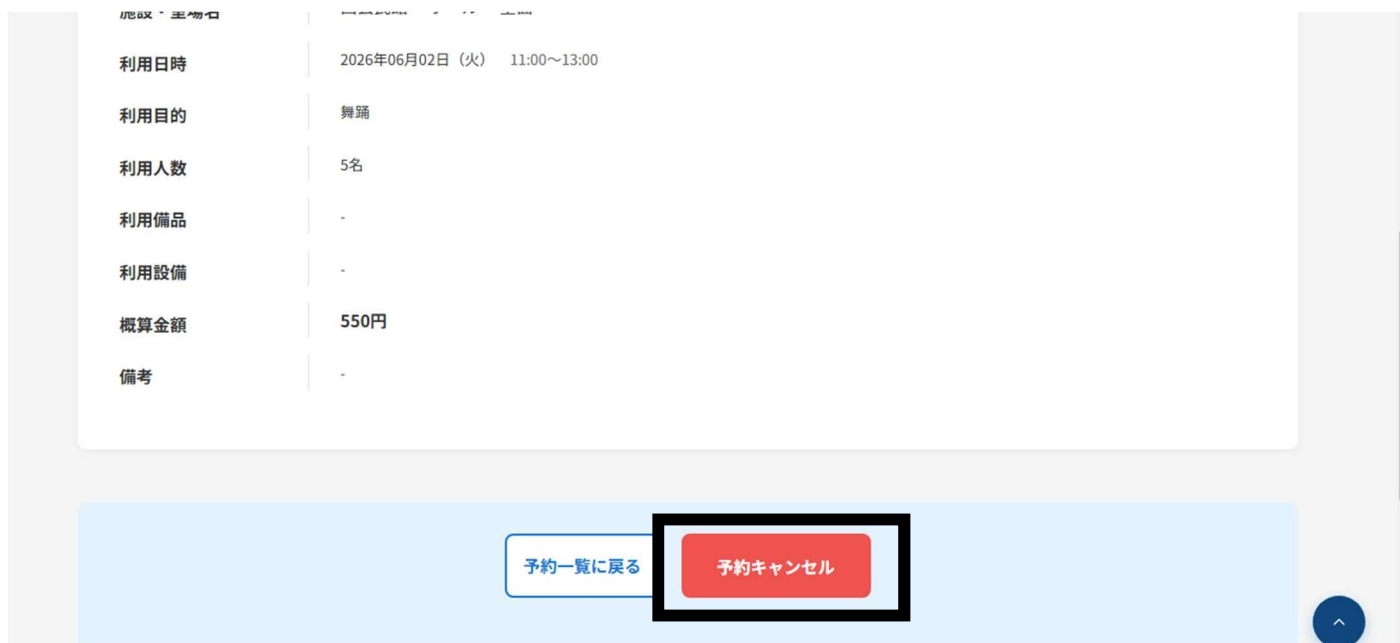 利用日時 2026年06月02日（火） 11:00～13:00
利用目的 舞踊
利用人数 5名
利用備品 -
利用設備 -
概算金額 550円
備考 -
予約一覧に戻る 予約キャンセル